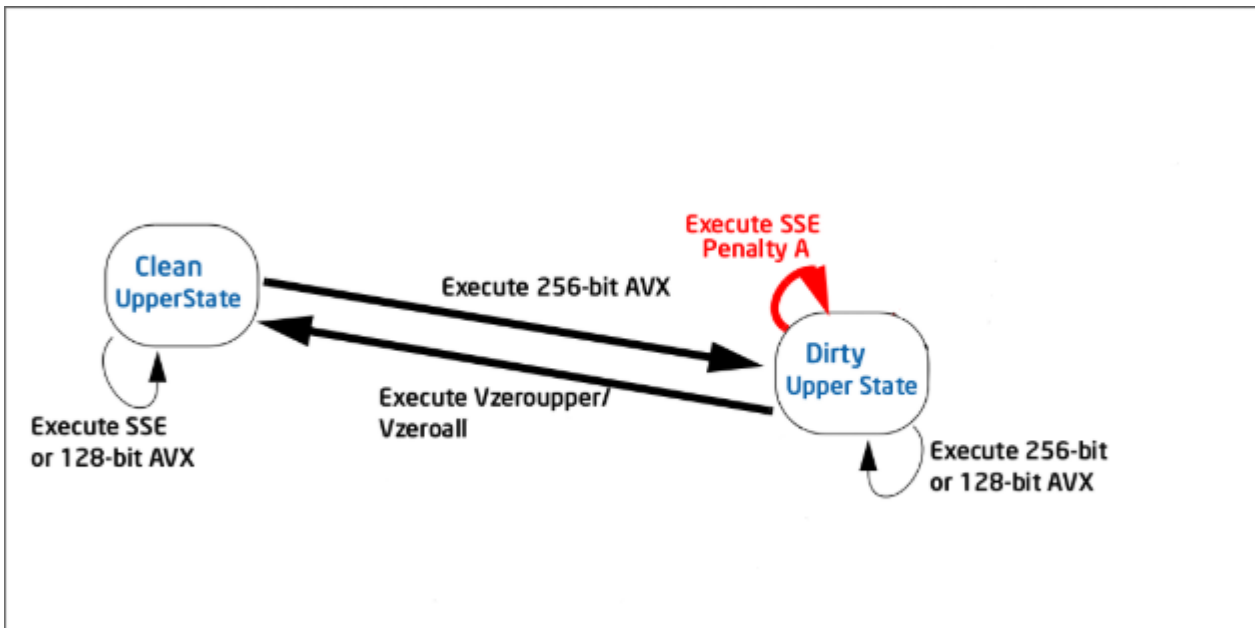 Execute SSE
Penalty A
Clean
UpperState
Execute 256-bit AVX
Dirty
Upper State
Execute Vzeroupper/
Vzeroall
Execute SSE
or 128-bit AVX
Execute 256-bit
or 128-bit AVX